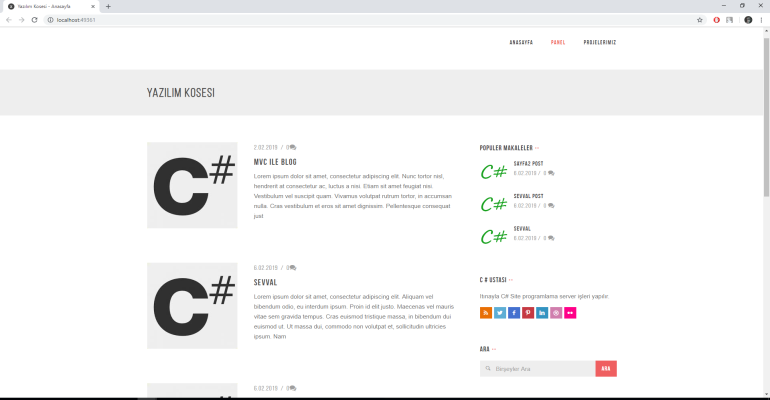 Yazilim Kosesi - Anasayfa
localhost:49391
ANASAYFA PANEL PROJELERIMIZ
YAZILIM KOSESI
C#
2.02.2019 / 0
MVC ILE BLOG
Lorem ipsum dolor sit amet, consectetur adipiscing elit. Nunc tortor nisl,
hendrerit at consectetur ac, luctus a nisi. Etiam sit amet feugiat nisi.
Vestibulum vel suscipit quam. Vivamus volutpat rutrum tortor, in accumsan
nulla. Cras vestibulum et eros sit amet dignissim. Pellentesque consequat
just
C#
6.02.2019 / 0
SEVVAL
Lorem ipsum dolor sit amet, consectetur adipiscing elit. Aliquam vel
bibendum odio, eu interdum ipsum. Proin id elit justo. Maecenas vel mauris
vitae sem gravida tempus. Cras euismod tristique massa, in bibendum dui
euismod ut. Ut massa dui, commodo non volutpat et, sollicitudin ultricies
ipsum. Nam
6.02.2019 / 0
POPULER MAKALELER --
C#
SAYFA2 POST
6.02.2019 / 0
C#
SEVVAL POST
6.02.2019 / 0
C#
SEVVAL
6.02.2019 / 0
C # USTASI --
Itinayla C# Site programlama server işleri yapılır.
ARA --
Birşeyler Ara
ARA